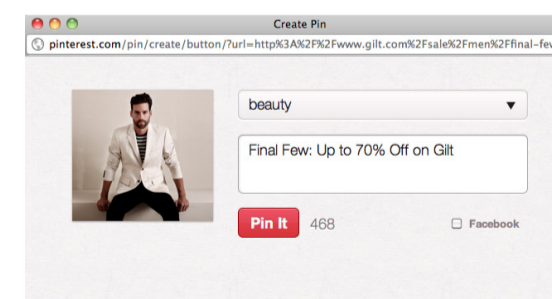 Create Pin
pinterest.com/pin/create/button/?url=http%3A%2F%2Fwww.gilt.com%2Fsale%2Fmen%2Ffinal-few
beauty
Final Few: Up to 70% Off on Gilt
Pin It 468 Facebook